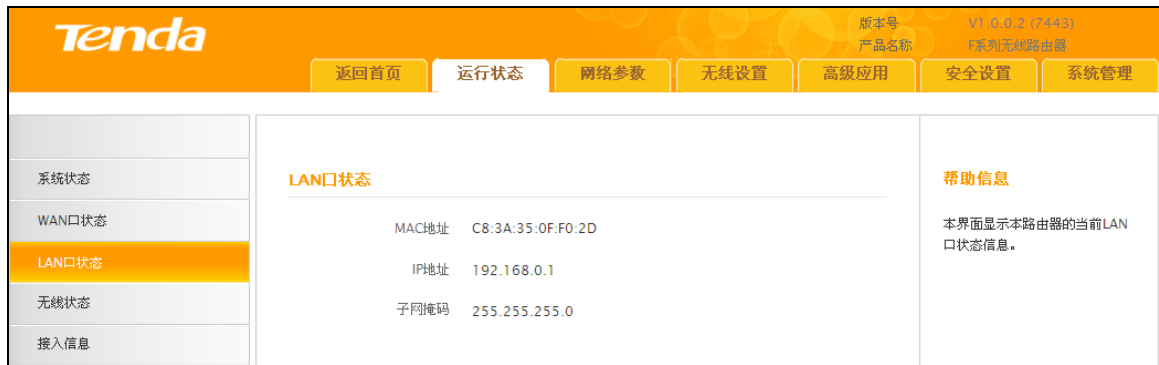 Tenda
版本号 V1.0.0.2 (7443)
产品名称 F系列无线路由器
返回首页 运行状态 网络参数 无线设置 高级应用 安全设置 系统管理
系统状态
WAN口状态
LAN口状态
无线状态
接入信息
LAN口状态
MAC地址 C8:3A:35:0F:F0:2D
IP地址 192.168.0.1
子网掩码 255.255.255.0
帮助信息
本界面显示本路由器的当前LAN
口状态信息。